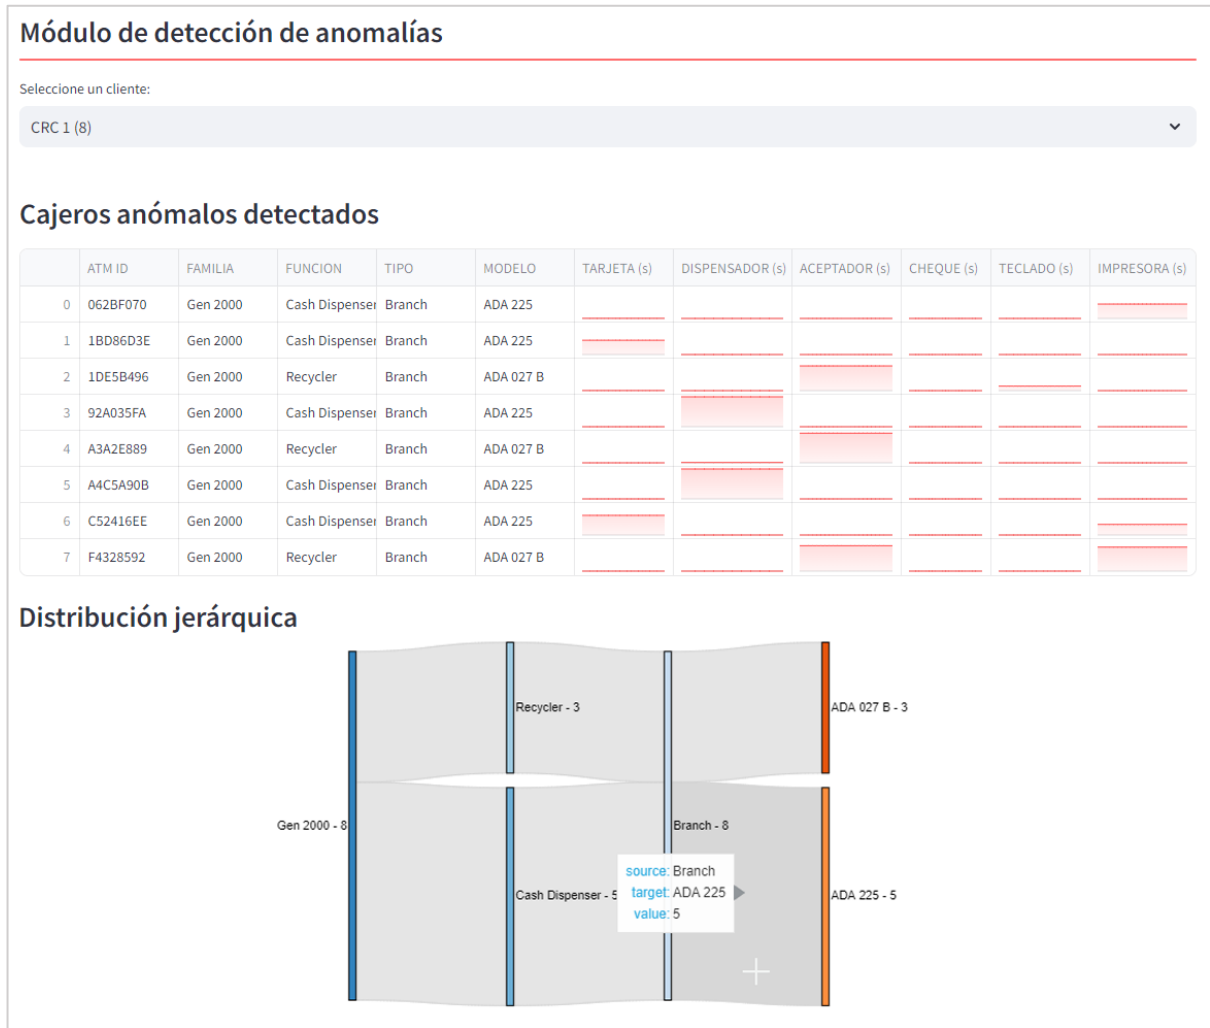 Módulo de detección de anomalías
Seleccione un cliente:
CRC 1 (8)
Cajeros anómalos detectados
ATM ID FAMILIA FUNCION TIPO MODELO TARJETA (s) DISPENSADOR (s) ACEPTADOR (s) CHEQUE (s) TECLADO (s) IMPRESORA (s)
0 062BF070 Gen 2000 Cash Dispenser Branch ADA 225
1 1BD86D3E Gen 2000 Cash Dispenser Branch ADA 225
2 1DE5B496 Gen 2000 Recycler Branch ADA 027 B
3 92A035FA Gen 2000 Cash Dispenser Branch ADA 225
4 A3A2E889 Gen 2000 Recycler Branch ADA 027 B
5 A4C5A90B Gen 2000 Cash Dispenser Branch ADA 225
6 C52416EE Gen 2000 Cash Dispenser Branch ADA 225
7 F4328592 Gen 2000 Recycler Branch ADA 027 B
Distribución jerárquica
Recycler - 3
ADA 027 B - 3
Gen 2000 - 8
Branch - 8
Cash Dispenser - 5
source: Branch
target: ADA 225
value: 5
ADA 225 - 5